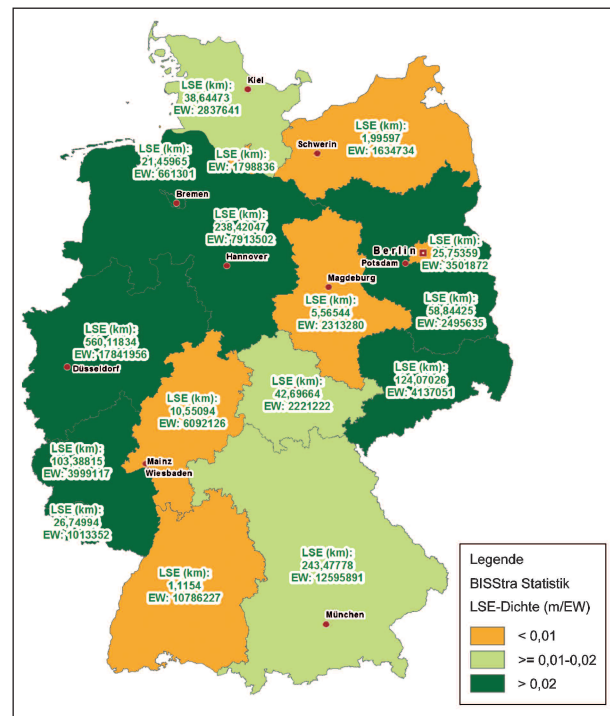 LSE (km):
38,64473
EW: 2837641
Kiel
LSE (km):
1,99597
EW: 1634734
Schwerin
LSE (km):
EW: 1798836
LSE (km):
21,45965
EW: 661301
Bremen
LSE (km):
238,42047
EW: 7913502
Hannover
Berlin
LSE (km):
25,75359
EW: 3501872
Potsdam
Magdeburg
LSE (km):
5,56544
EW: 2313280
LSE (km):
58,84425
EW: 2495635
LSE (km):
560,11834
EW: 17841956
Düsseldorf
LSE (km):
124,07026
EW: 4137051
LSE (km):
42,69664
EW: 2221222
LSE (km):
10,55094
EW: 6092126
Mainz
Wiesbaden
LSE (km):
103,38815
EW: 3999117
LSE (km):
26,74994
EW: 1013352
LSE (km):
1,1154
EW: 10786227
LSE (km):
243,47778
EW: 12595891
München
Legende
BISStra Statistik
LSE-Dichte (m/EW)
< 0,01
>= 0,01-0,02
> 0,02